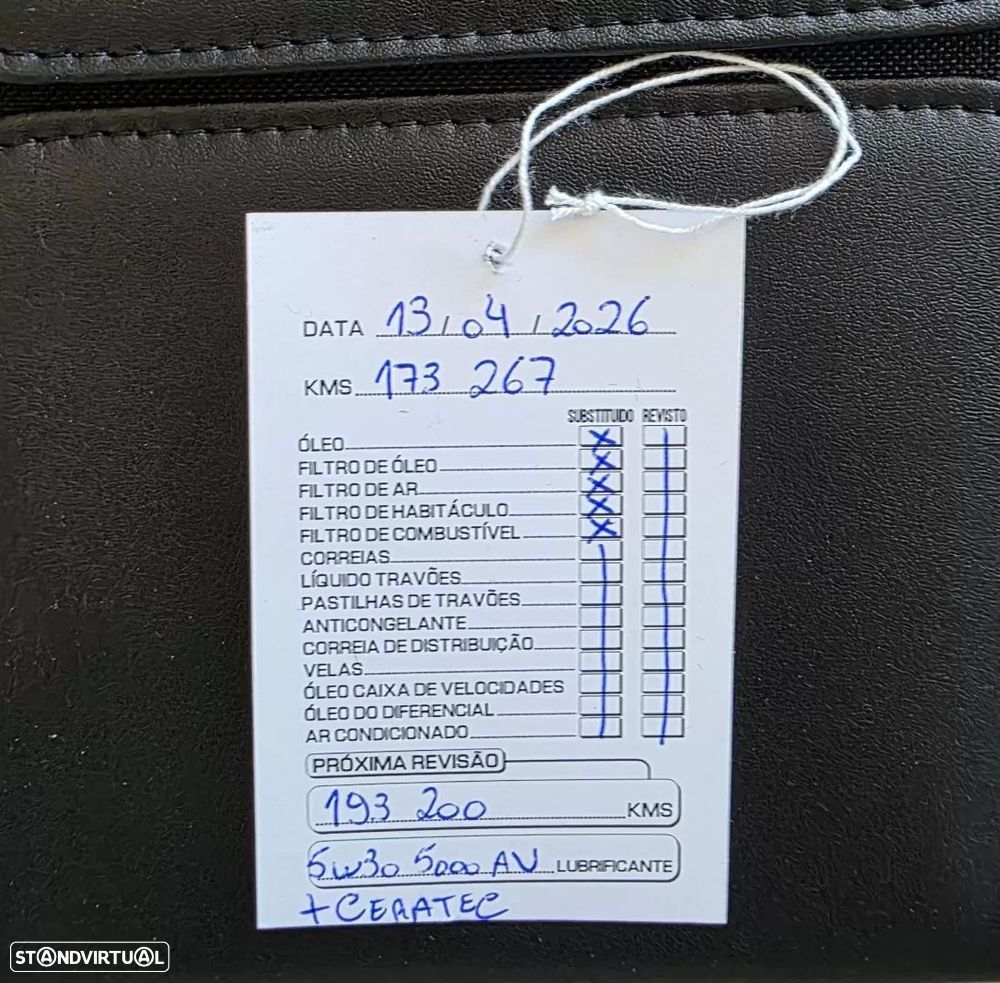 DATA 13 / 04 / 2026
KMS 173 267
SUBSTITUDO REVISTO
ÓLEO X
FILTRO DE ÓLEO X
FILTRO DE AR X
FILTRO DE HABITÁCULO X
FILTRO DE COMBUSTÍVEL X
CORREIAS
LÍQUIDO TRAVÕES
PASTILHAS DE TRAVÕES
ANTICONGELANTE
CORREIA DE DISTRIBUIÇÃO
VELAS
ÓLEO CAIXA DE VELOCIDADES
ÓLEO DO DIFERENCIAL
AR CONDICIONADO
PRÓXIMA REVISÃO
193 200 KMS
5W30 5000 AV LUBRIFICANTE
+ CERATEC
STANDVIRTUAL